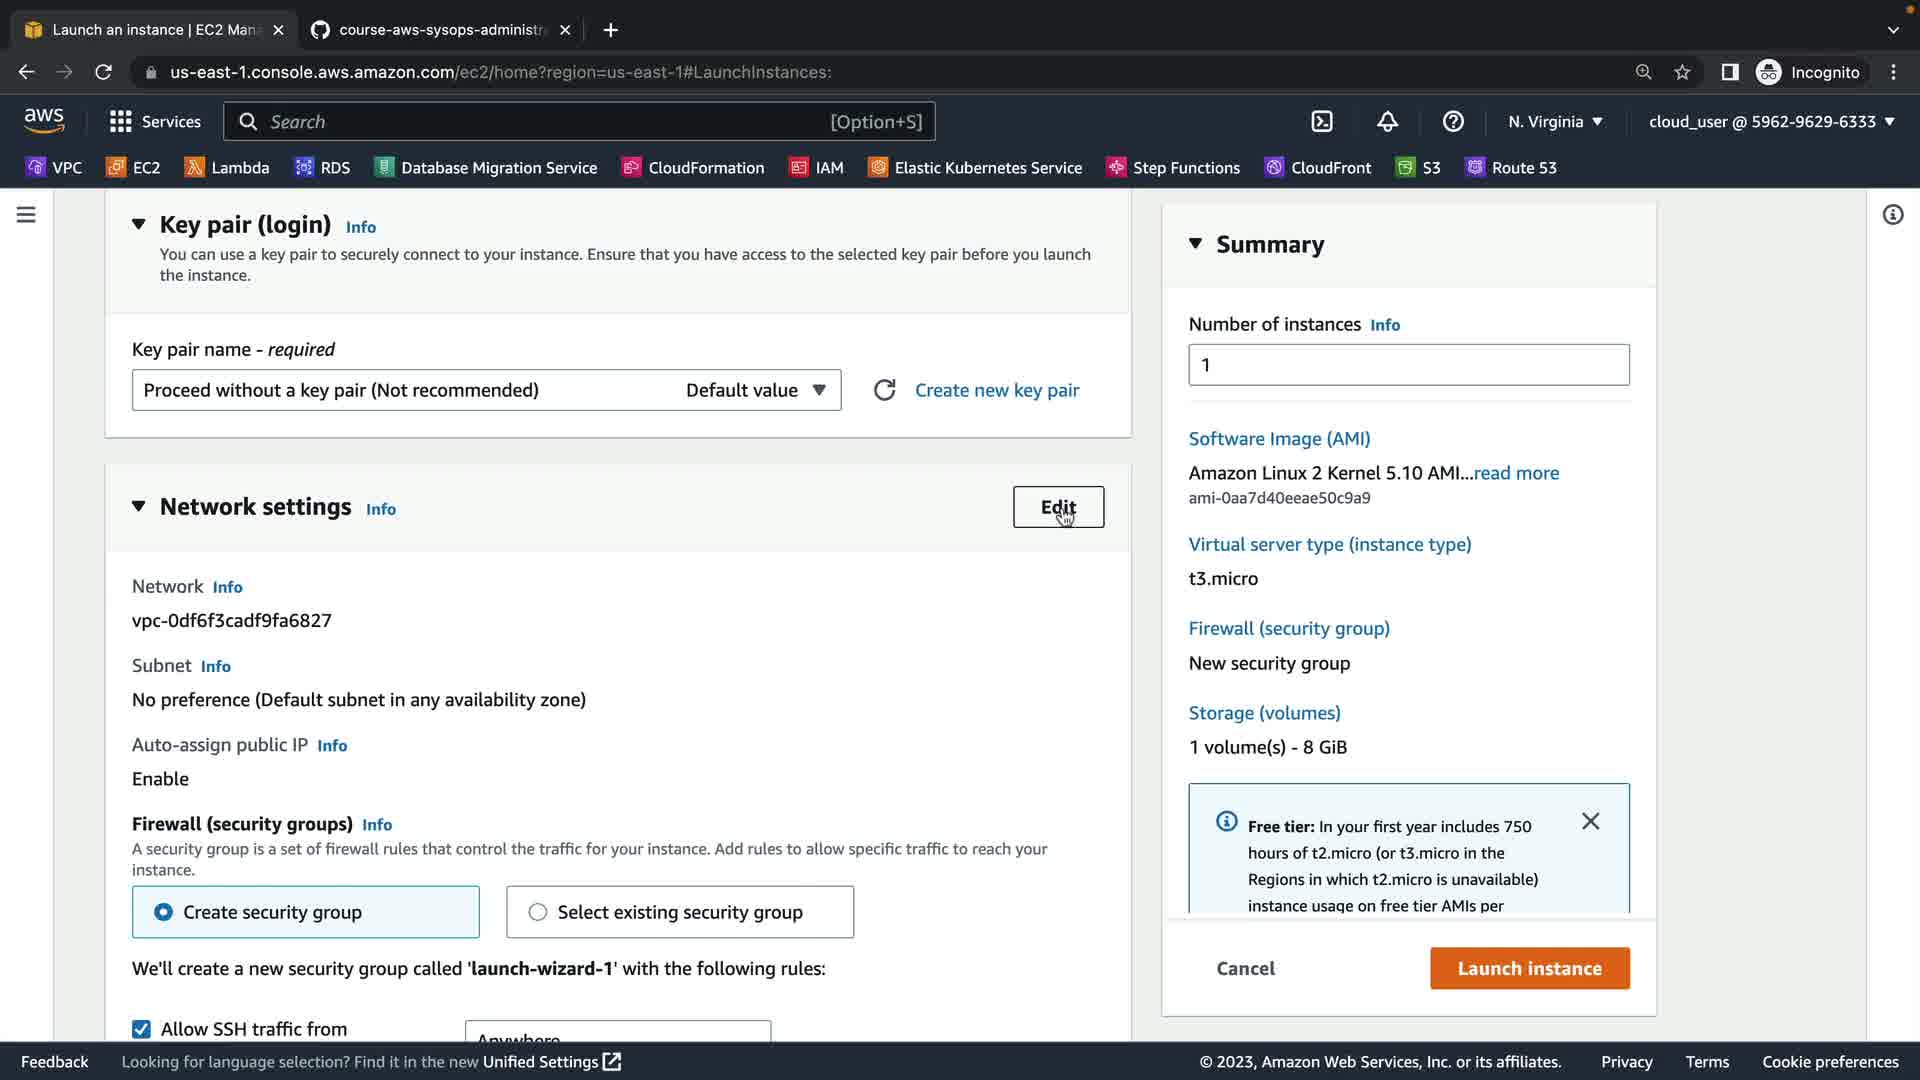 Launch an instance | EC2 Man
course-aws-sysops-administr
us-east-1.console.aws.amazon.com/ec2/home?region=us-east-1#LaunchInstances:
Incognito
aws
Services
Search
[Option+S]
N. Virginia
cloud_user @ 5962-9629-6333
VPC
EC2
Lambda
RDS
Database Migration Service
CloudFormation
IAM
Elastic Kubernetes Service
Step Functions
CloudFront
S3
Route 53
Key pair (login) Info
You can use a key pair to securely connect to your instance. Ensure that you have access to the selected key pair before you launch
the instance.
Key pair name - required
Proceed without a key pair (Not recommended) Default value
Create new key pair
Network settings Info
Edit
Network Info
vpc-0df6f3cadf9fa6827
Subnet Info
No preference (Default subnet in any availability zone)
Auto-assign public IP Info
Enable
Firewall (security groups) Info
A security group is a set of firewall rules that control the traffic for your instance. Add rules to allow specific traffic to reach your
instance.
Create security group
Select existing security group
We'll create a new security group called 'launch-wizard-1' with the following rules:
Allow SSH traffic from
Anywhere
Summary
Number of instances Info
1
Software Image (AMI)
Amazon Linux 2 Kernel 5.10 AMI...read more
ami-0aa7d40eeae50c9a9
Virtual server type (instance type)
t3.micro
Firewall (security group)
New security group
Storage (volumes)
1 volume(s) - 8 GiB
Free tier: In your first year includes 750
hours of t2.micro (or t3.micro in the
Regions in which t2.micro is unavailable)
instance usage on free tier AMIs per
Cancel
Launch instance
Feedback
Looking for language selection? Find it in the new Unified Settings
© 2023, Amazon Web Services, Inc. or its affiliates.
Privacy
Terms
Cookie preferences